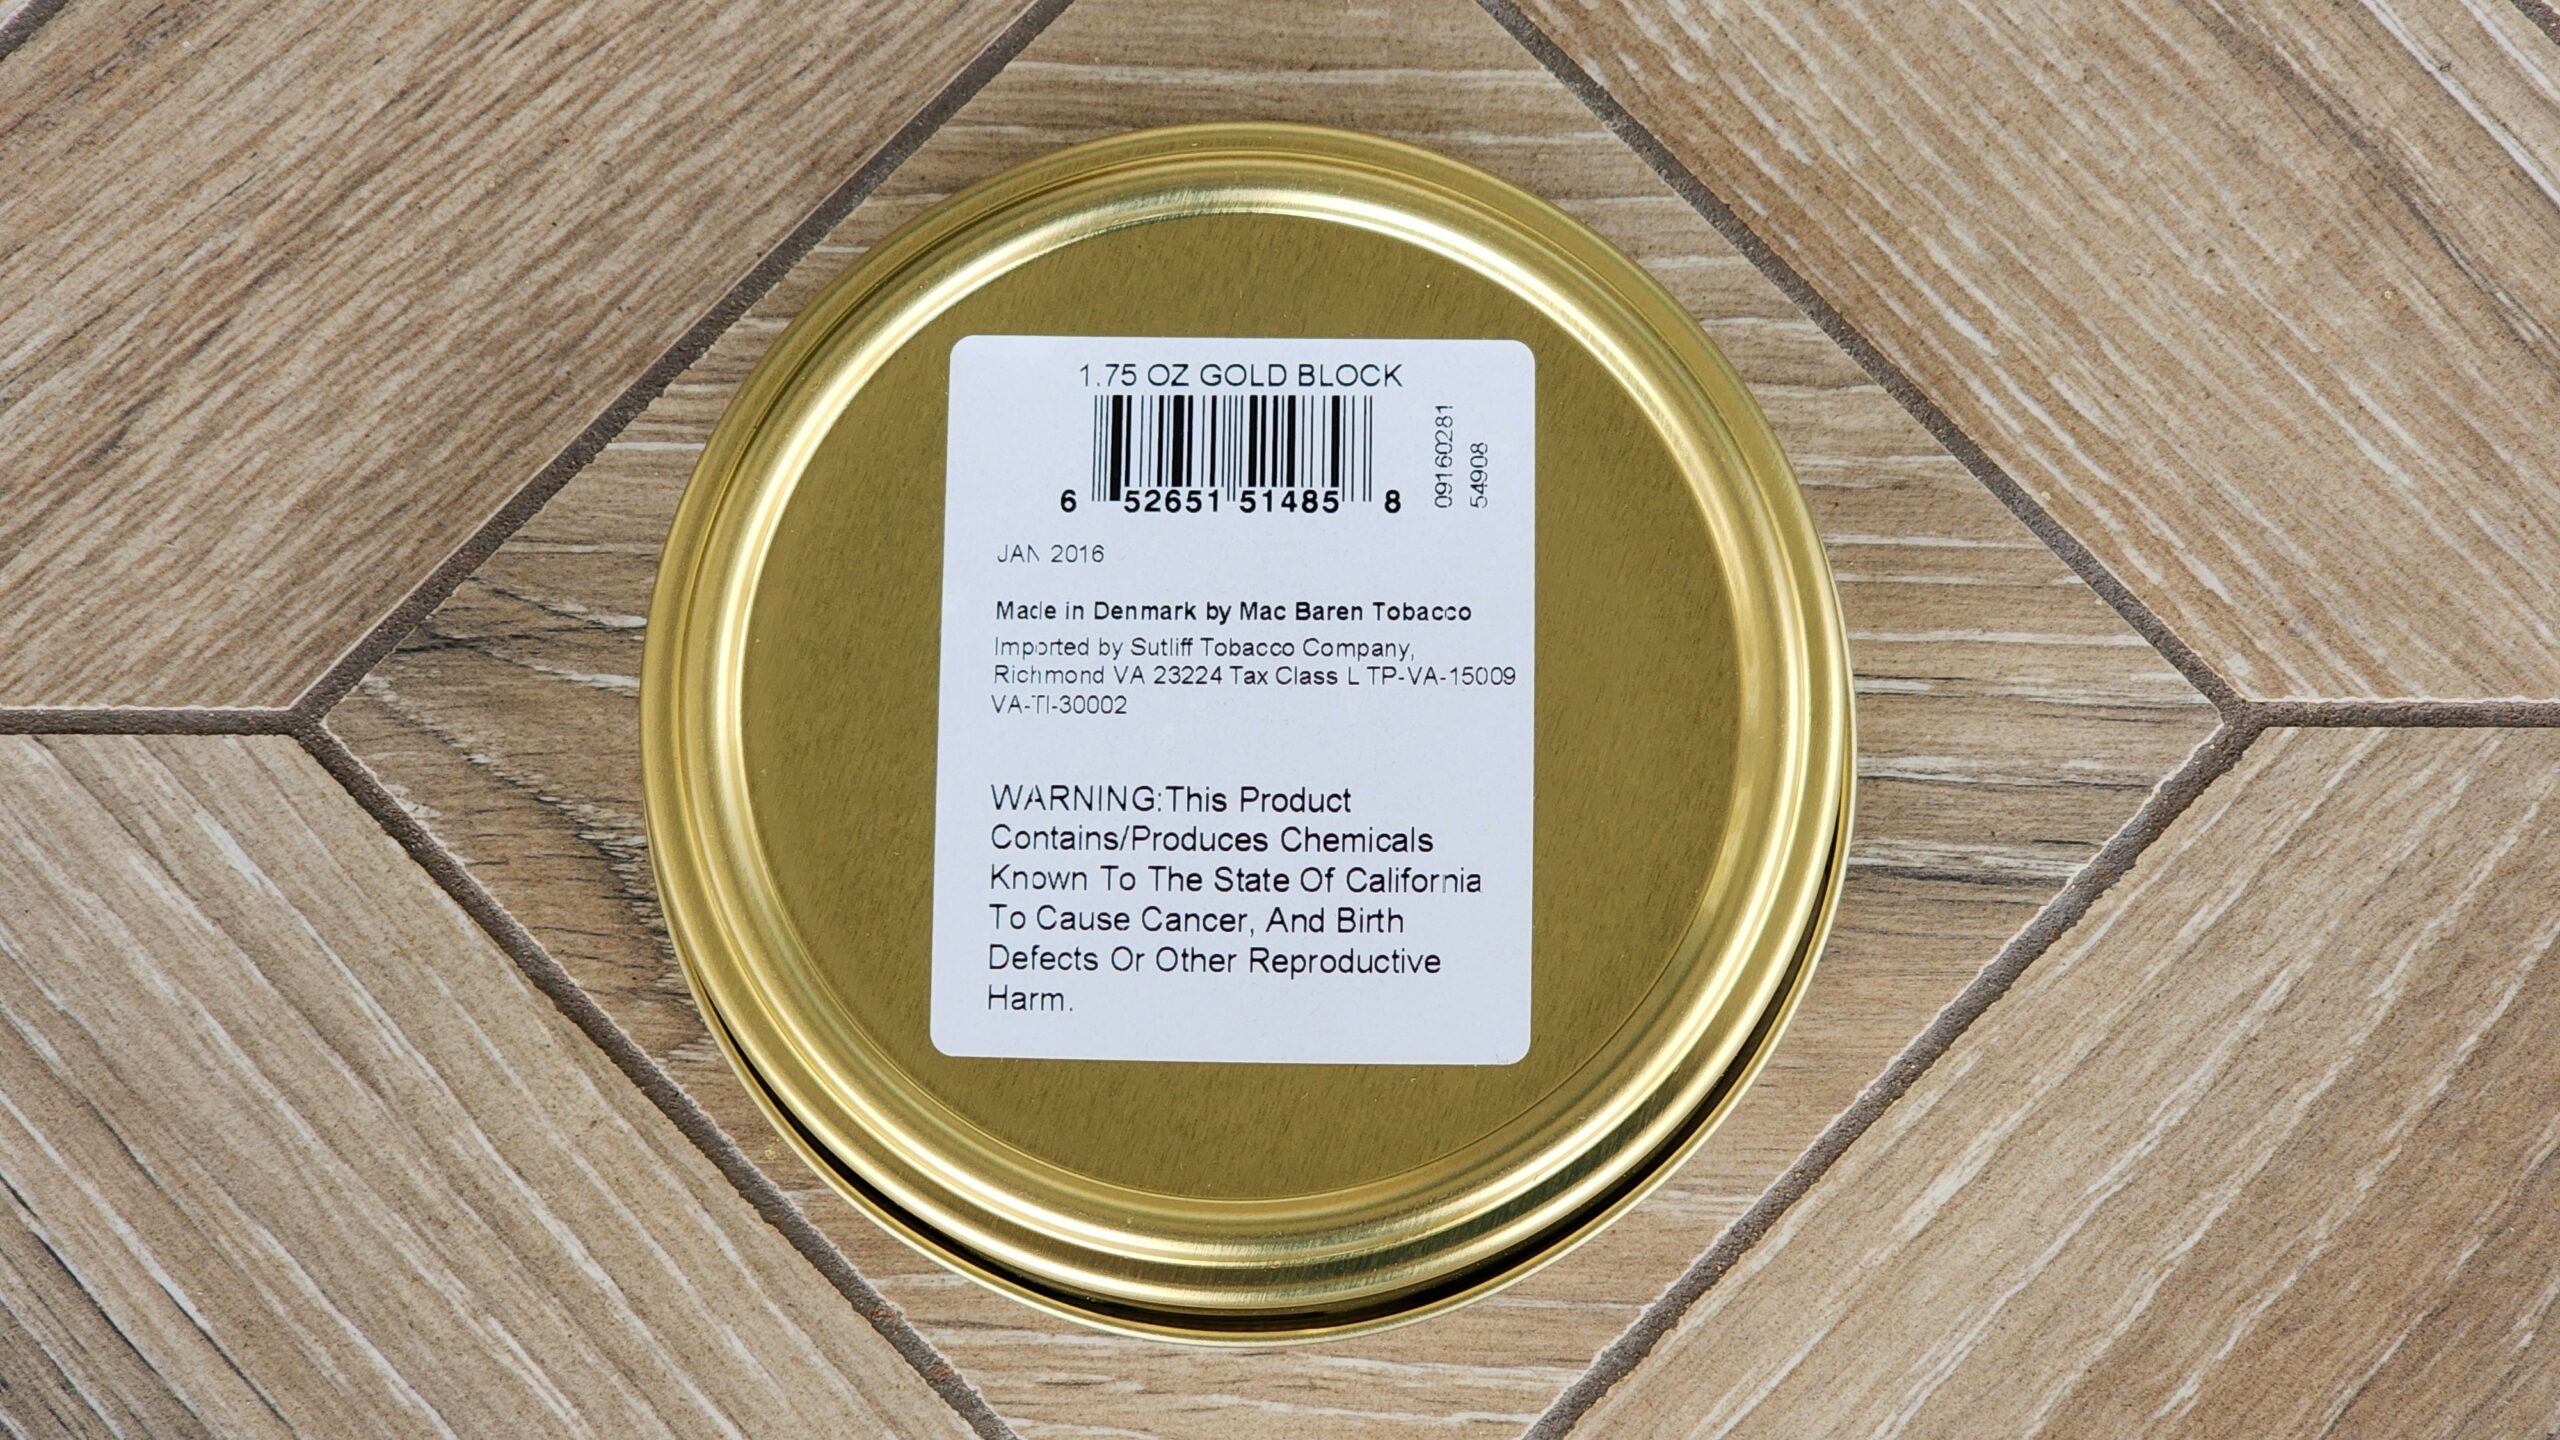 1.75 OZ GOLD BLOCK
6 52651 51485 8
09160281
54908
JAN 2016
Made in Denmark by Mac Baren Tobacco
Imported by Sutliff Tobacco Company,
Richmond VA 23224 Tax Class L TP-VA-15009
VA-TI-30002
WARNING:This Product
Contains/Produces Chemicals
Known To The State Of California
To Cause Cancer, And Birth
Defects Or Other Reproductive
Harm.